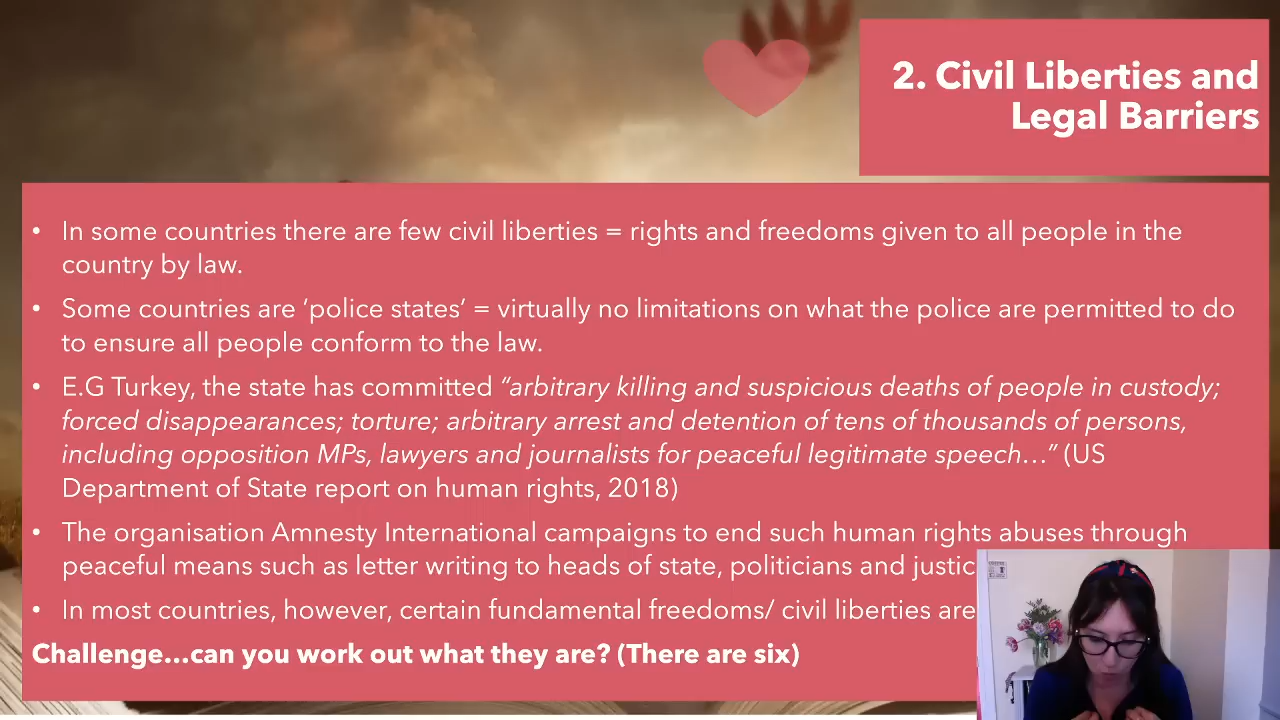 2. Civil Liberties and
Legal Barriers
• In some countries there are few civil liberties = rights and freedoms given to all people in the
country by law.
• Some countries are ‘police states’ = virtually no limitations on what the police are permitted to do
to ensure all people conform to the law.
• E.G Turkey, the state has committed “arbitrary killing and suspicious deaths of people in custody;
forced disappearances; torture; arbitrary arrest and detention of tens of thousands of persons,
including opposition MPs, lawyers and journalists for peaceful legitimate speech…” (US
Department of State report on human rights, 2018)
• The organisation Amnesty International campaigns to end such human rights abuses through
peaceful means such as letter writing to heads of state, politicians and justic
• In most countries, however, certain fundamental freedoms/ civil liberties are
Challenge…can you work out what they are? (There are six)